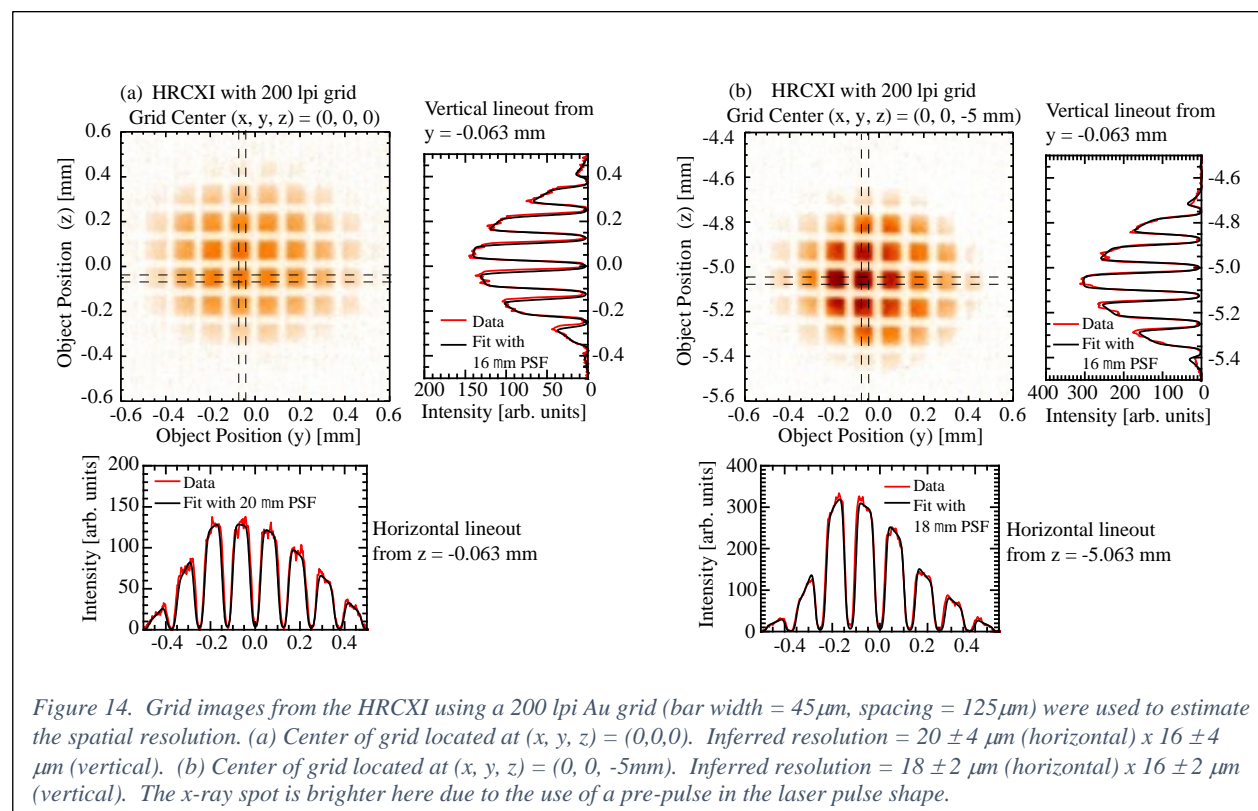 (a) HRCXI with 200 lpi grid
Grid Center (x, y, z) = (0, 0, 0)
0.6
0.4
0.2
0.0
-0.2
-0.4
-0.6
Object Position (z) [mm]
-0.6 -0.4 -0.2 0.0 0.2 0.4 0.6
Object Position (y) [mm]
Vertical lineout from
y = -0.063 mm
0.4
0.2
0.0
-0.2
0.4
Data
Fit with
16 mm PSF
200 150 100 50 0
Intensity [arb. units]
200
150
100
50
0
Intensity [arb. units]
Data
Fit with 20 mm PSF
-0.4 -0.2 0.0 0.2 0.4
Horizontal lineout
from z = -0.063 mm
(b) HRCXI with 200 lpi grid
Grid Center (x, y, z) = (0, 0, -5 mm)
-4.4
-4.6
-4.8
-5.0
-5.2
-5.4
-5.6
Object Position (z) [mm]
-0.6 -0.4 -0.2 0.0 0.2 0.4 0.6
Object Position (y) [mm]
Vertical lineout from
y = -0.063 mm
-4.6
-4.8
-5.0
-5.2
-5.4
Data
Fit with
16 mm PSF
400 300 200 100 0
Intensity [arb. units]
400
300
200
100
0
Intensity [arb. units]
Data
Fit with
18 mm PSF
-0.4 -0.2 0.0 0.2 0.4
Horizontal lineout
from z = -5.063 mm
Figure 14. Grid images from the HRCXI using a 200 lpi Au grid (bar width = 45μm, spacing = 125μm) were used to estimate
the spatial resolution. (a) Center of grid located at (x, y, z) = (0,0,0). Inferred resolution = 20 ±4 μm (horizontal) x 16 ±4
μm (vertical). (b) Center of grid located at (x, y, z) = (0, 0, -5mm). Inferred resolution = 18 ±2 μm (horizontal) x 16 ±2 μm
(vertical). The x-ray spot is brighter here due to the use of a pre-pulse in the laser pulse shape.